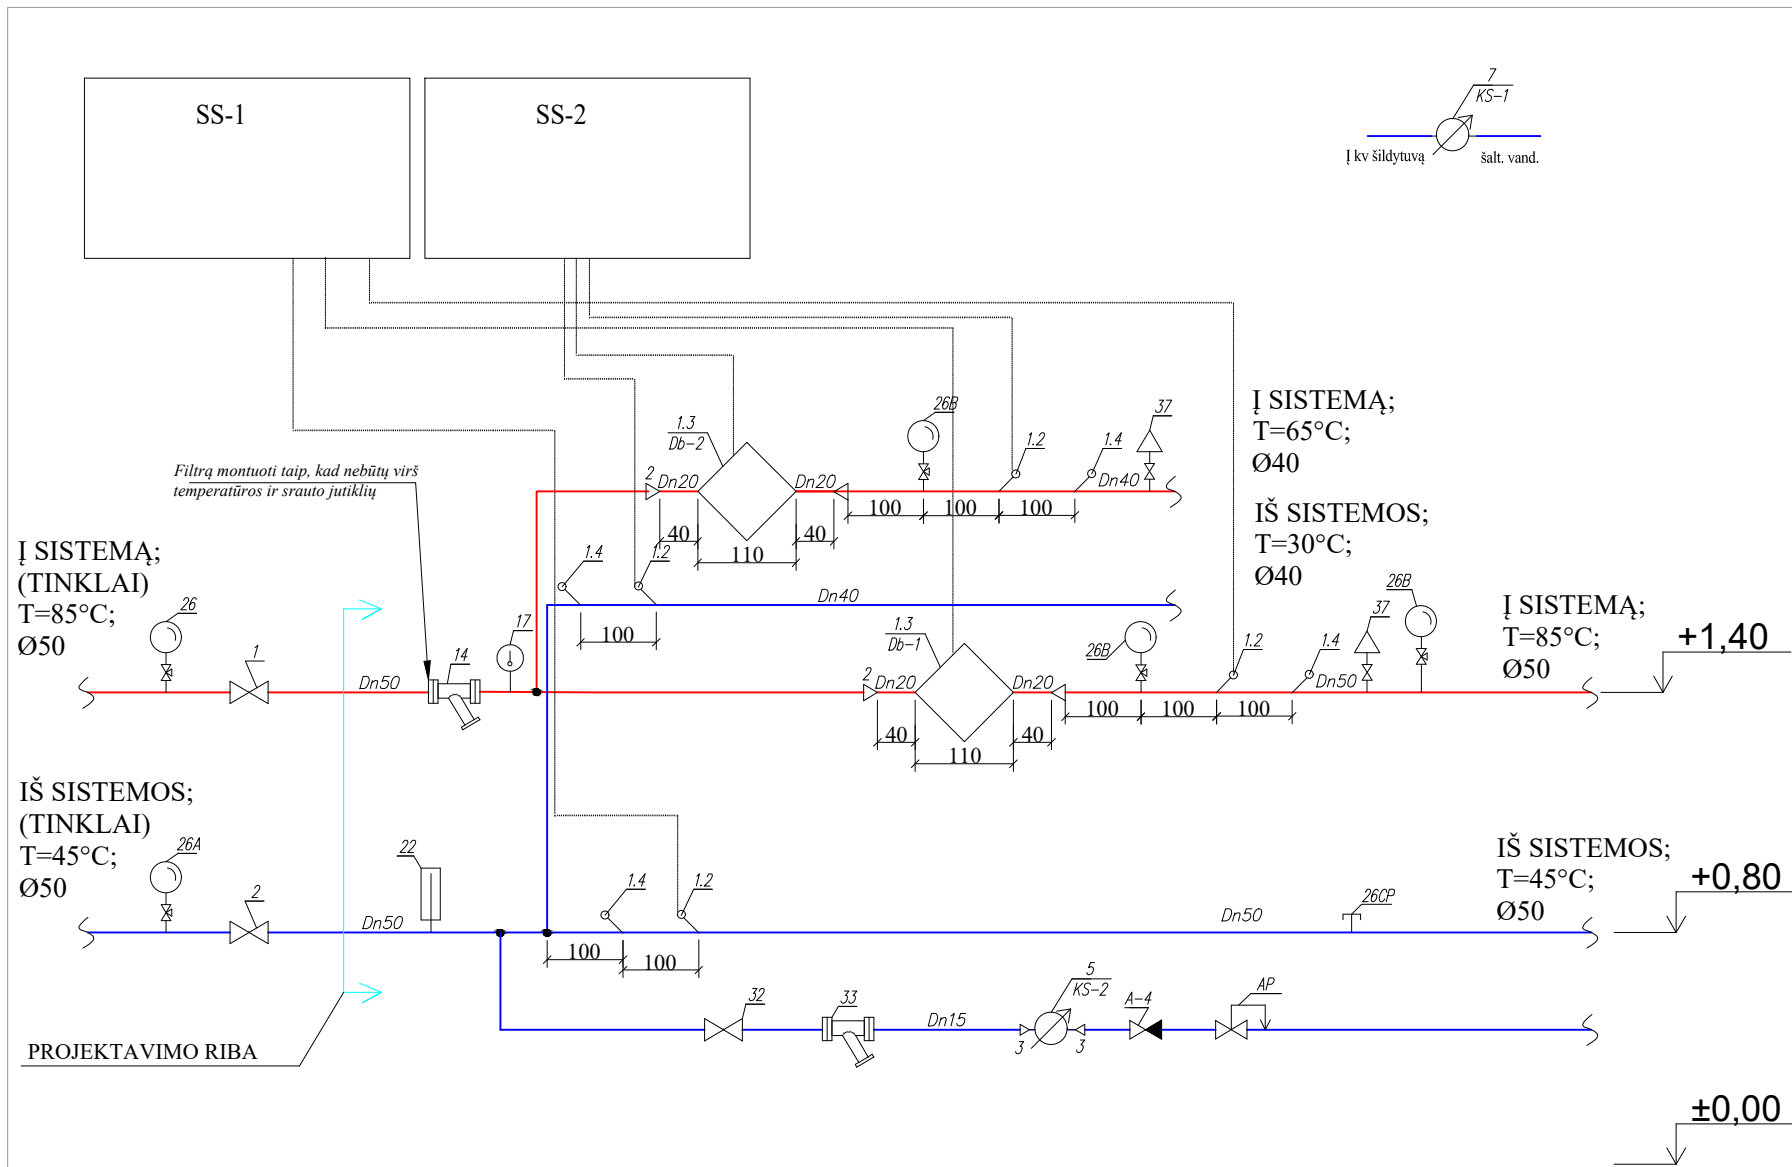 SS-1
SS-2
7
KS-1
Į kv šildytuvą
šalt. vand.
Į SISTEMĄ;
T=65°C;
Ø40
26B
37
1.3
Db-2
1.2
1.4
2
Dn20
Dn20
Dn40
100
100
100
40
110
40
Filtrą montuoti taip, kad nebūtų virš
temperatūros ir srauto jutiklių
IŠ SISTEMOS;
T=30°C;
Ø40
1.4
1.2
Dn40
100
Į SISTEMĄ;
(TINKLAI)
T=85°C;
Ø50
26
1
Dn50
14
17
1.3
Db-1
26B
1.2
1.4
37
26B
2
Dn20
Dn20
Dn50
100
100
100
40
110
40
Į SISTEMĄ;
T=85°C;
Ø50
+1,40
IŠ SISTEMOS;
(TINKLAI)
T=45°C;
Ø50
26A
2
22
Dn50
1.4
1.2
Dn50
26CP
100
100
IŠ SISTEMOS;
T=45°C;
Ø50
+0,80
32
33
Dn15
5
KS-2
3
3
A-4
AP
PROJEKTAVIMO RIBA
±0,00